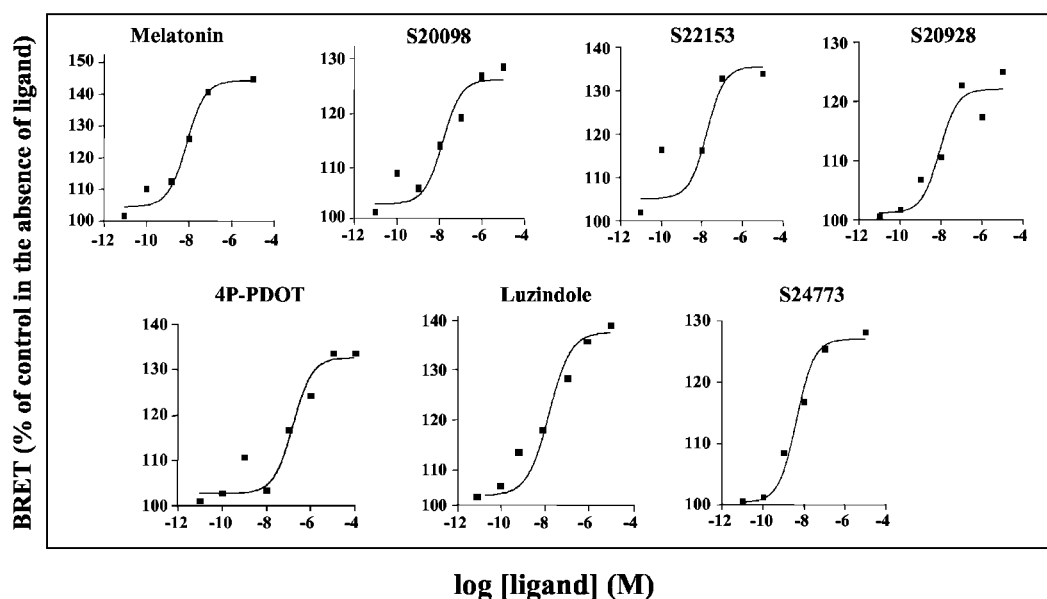 BRET (% of control in the absence of ligand)
Melatonin
150
140
130
120
110
100
-12 -10 -8 -6 -4
S20098
130
120
110
100
-12 -10 -8 -6 -4
S22153
140
130
120
110
100
-12 -10 -8 -6 -4
S20928
130
120
110
100
-12 -10 -8 -6 -4
4P-PDOT
140
130
120
110
100
-12 -10 -8 -6 -4
Luzindole
140
130
120
110
100
-12 -10 -8 -6 -4
S24773
130
120
110
100
-12 -10 -8 -6 -4
log [ligand] (M)